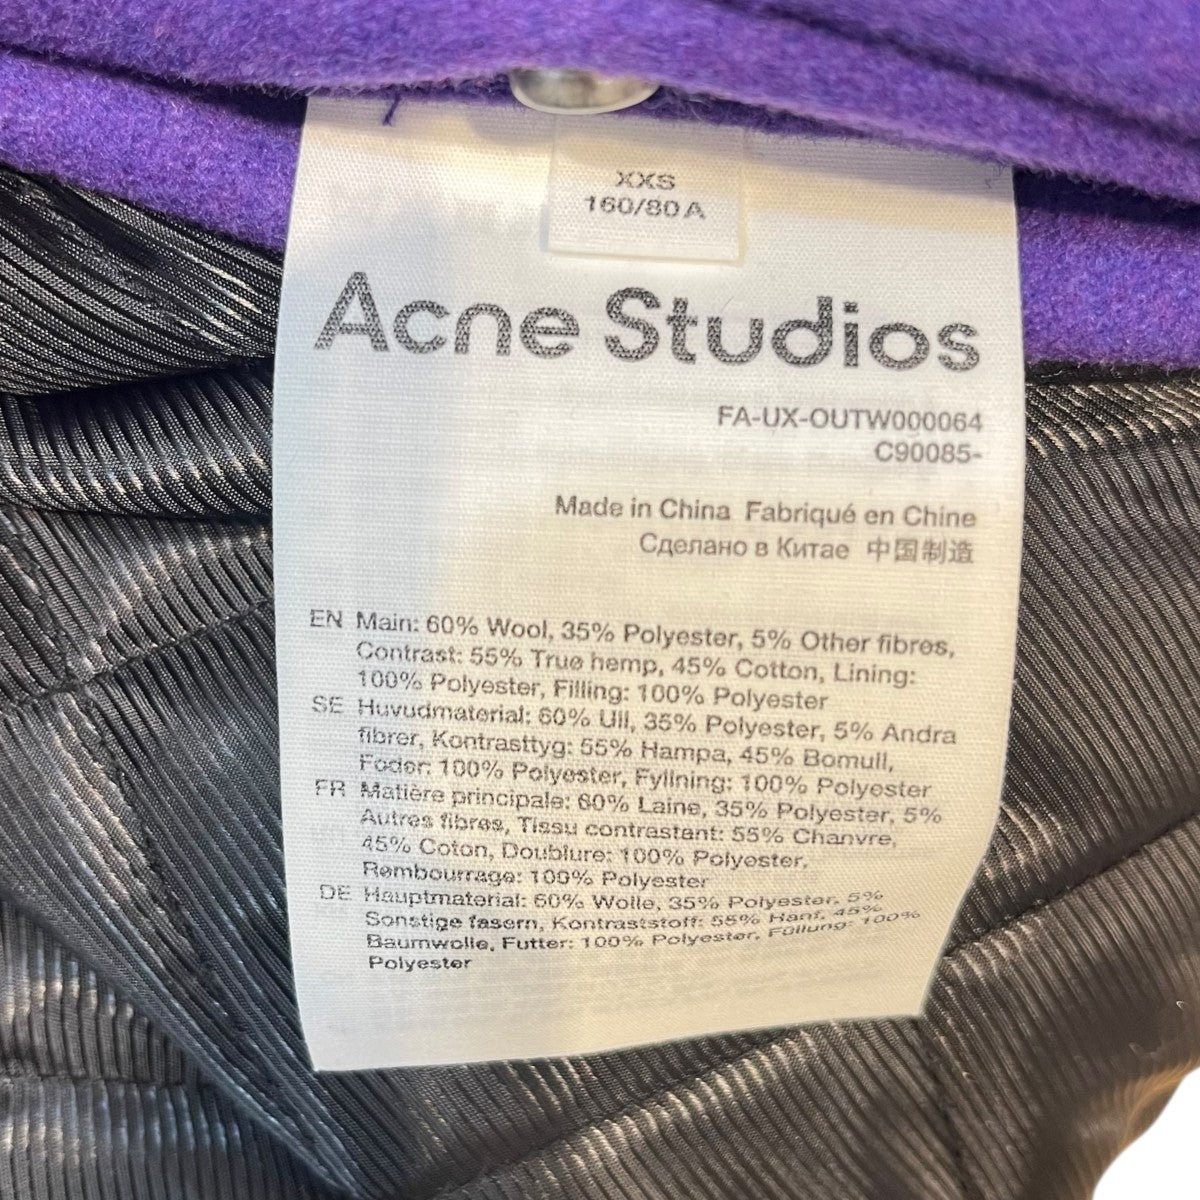 XXS
160/80A
Acne Studios
FA-UX-OUTW000064
C90085-
Made in China Fabriqué en Chine
Сделано в Китае 中国制造
EN Main: 60% Wool, 35% Polyester, 5% Other fibres,
Contrast: 55% True hemp, 45% Cotton, Lining:
100% Polyester, Filling: 100% Polyester
SE Huvudmaterial: 60% Ull, 35% Polyester, 5% Andra
fibrer, Kontrasttyg: 55% Hampa, 45% Bomull,
Foder: 100% Polyester, Fyllning: 100% Polyester
FR Matière principale: 60% Laine, 35% Polyester, 5%
Autres fibres, Tissu contrastant: 55% Chanvre,
45% Coton, Doublure: 100% Polyester,
Rembourrage: 100% Polyester
DE Hauptmaterial: 60% Wolle, 35% Polyester, 5%
Sonstige fasern, Kontraststoff: 55% Hanf, 45%
Baumwolle, Futter: 100% Polyester, Füllung: 100%
Polyester